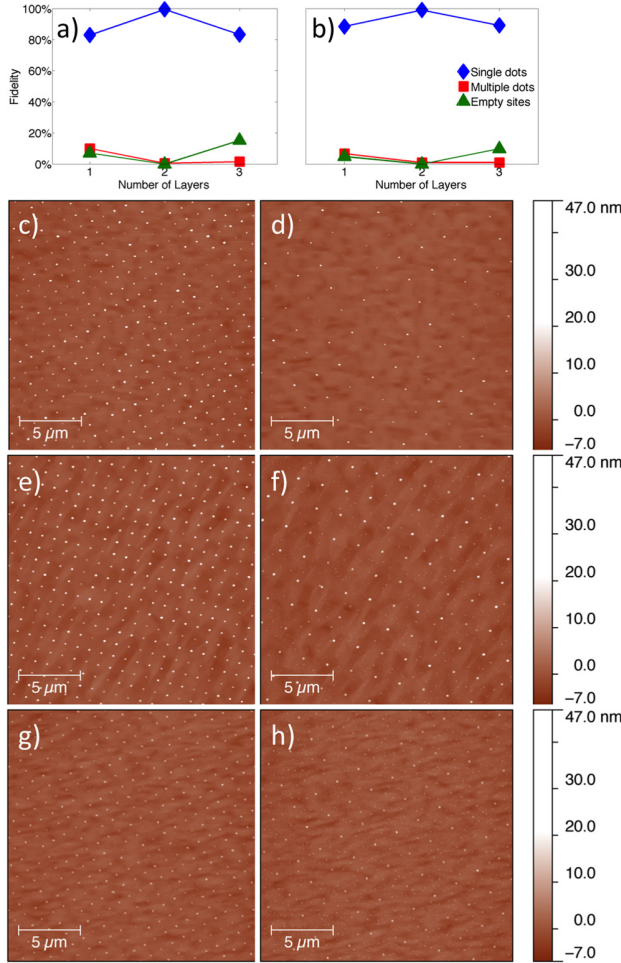 a)
b)
100%
80%
60%
40%
20%
0%
Fidelity
1 2 3
Number of Layers
1 2 3
Number of Layers
Single dots
Multiple dots
Empty sites
c)
5 µm
d)
5 µm
47.0 nm
30.0
20.0
10.0
0.0
−7.0
e)
5 µm
f)
5 µm
47.0 nm
30.0
20.0
10.0
0.0
−7.0
g)
5 µm
h)
5 µm
47.0 nm
30.0
20.0
10.0
0.0
−7.0